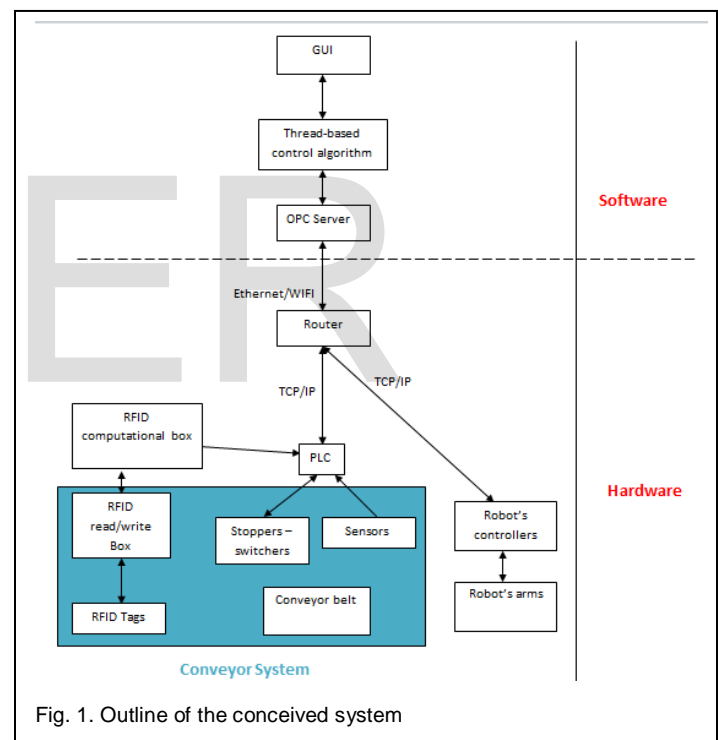 GUI
Thread-based
control algorithm
Software
OPC Server
Ethernet/WIFI
Router
TCP/IP
TCP/IP
RFID
computational box
PLC
Hardware
RFID
read/write
Box
Stoppers –
switchers
Sensors
Robot's
controllers
Conveyor belt
Robot's arms
RFID Tags
Conveyor System
Fig. 1. Outline of the conceived system
ER